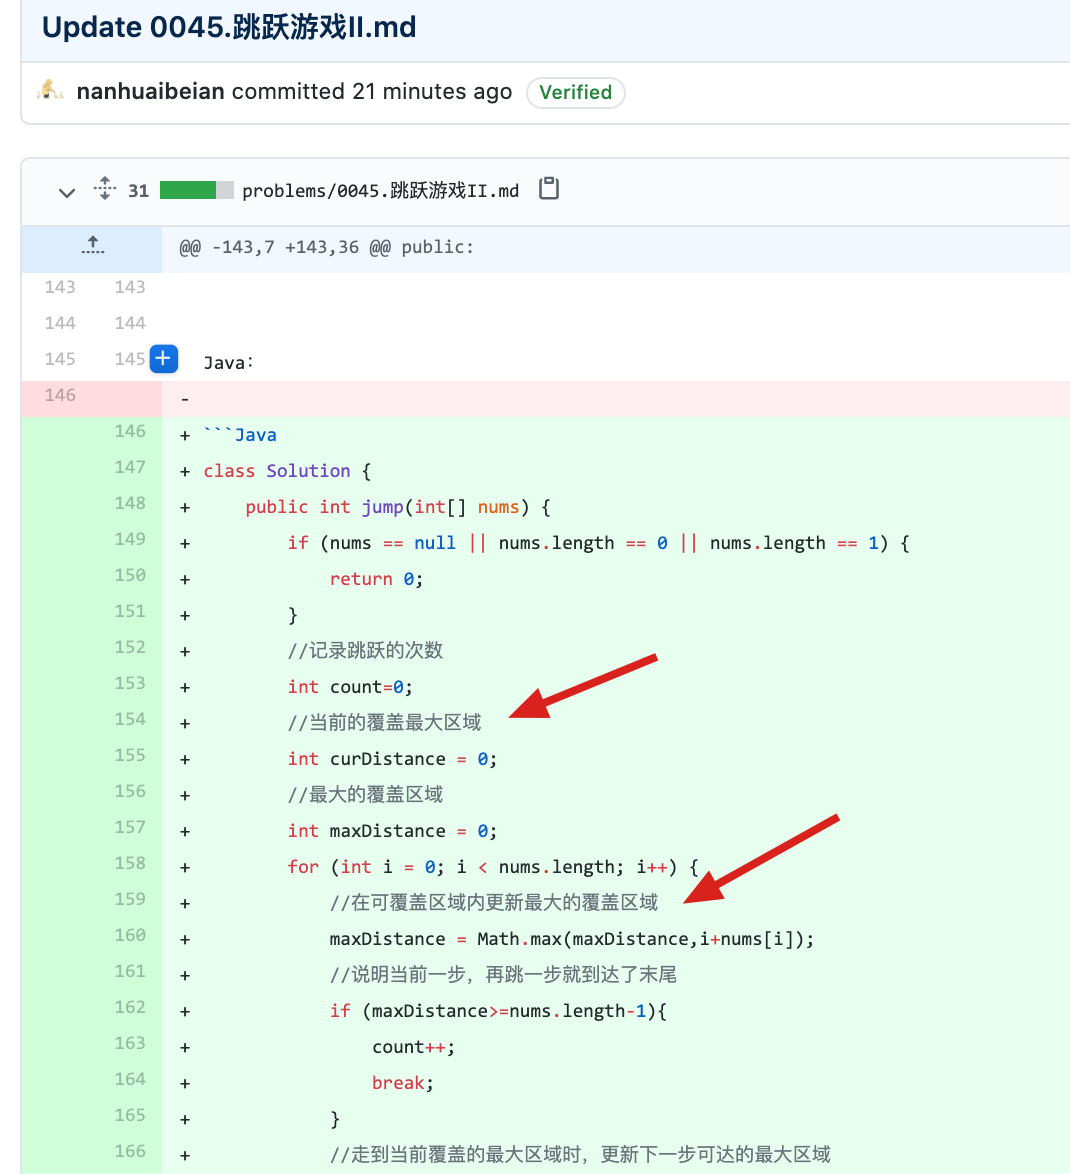 Update 0045.跳跃游戏II.md
nanhuaibeian committed 21 minutes ago Verified
31 problems/0045.跳跃游戏II.md
@@ -143,7 +143,36 @@ public:
143 143
144 144
145 145 + Java：
146 -
146 + ```Java
147 + class Solution {
148 + public int jump(int[] nums) {
149 + if (nums == null || nums.length == 0 || nums.length == 1) {
150 + return 0;
151 + }
152 + //记录跳跃的次数
153 + int count=0;
154 + //当前的覆盖最大区域
155 + int curDistance = 0;
156 + //最大的覆盖区域
157 + int maxDistance = 0;
158 + for (int i = 0; i < nums.length; i++) {
159 + //在可覆盖区域内更新最大的覆盖区域
160 + maxDistance = Math.max(maxDistance,i+nums[i]);
161 + //说明当前一步，再跳一步就到达了末尾
162 + if (maxDistance>=nums.length-1){
163 + count++;
164 + break;
165 + }
166 + //走到当前覆盖的最大区域时，更新下一步可达的最大区域